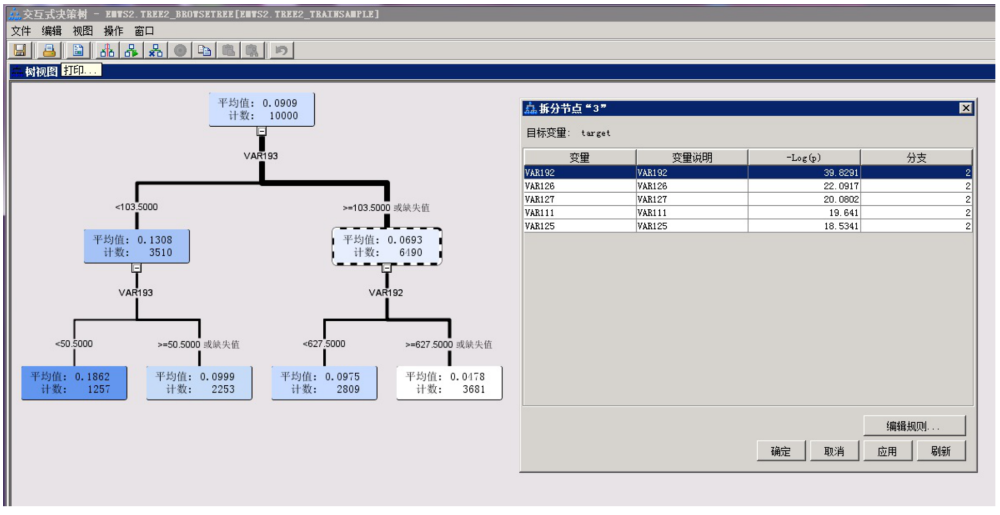 交互式决策树 - EMWS2.TREE2_BROWSETREE[EMWS2.TREE2_TRAINSAMPLE]
文件 编辑 视图 操作 窗口
树视图 打印...
平均值: 0.0909
计数: 10000
VAR193
<103.5000
>=103.5000 或缺失值
平均值: 0.1308
计数: 3510
平均值: 0.0693
计数: 6490
VAR193
VAR192
<50.5000
>=50.5000 或缺失值
<627.5000
>=627.5000 或缺失值
平均值: 0.1862
计数: 1257
平均值: 0.0999
计数: 2253
平均值: 0.0975
计数: 2809
平均值: 0.0478
计数: 3681
拆分节点“3”
目标变量: target
变量 变量说明 -Log(p) 分支
VAR192 VAR192 39.8291 2
VAR126 VAR126 22.0917 2
VAR127 VAR127 20.0802 2
VAR111 VAR111 19.641 2
VAR125 VAR125 18.5341 2
编辑规则...
确定 取消 应用 刷新